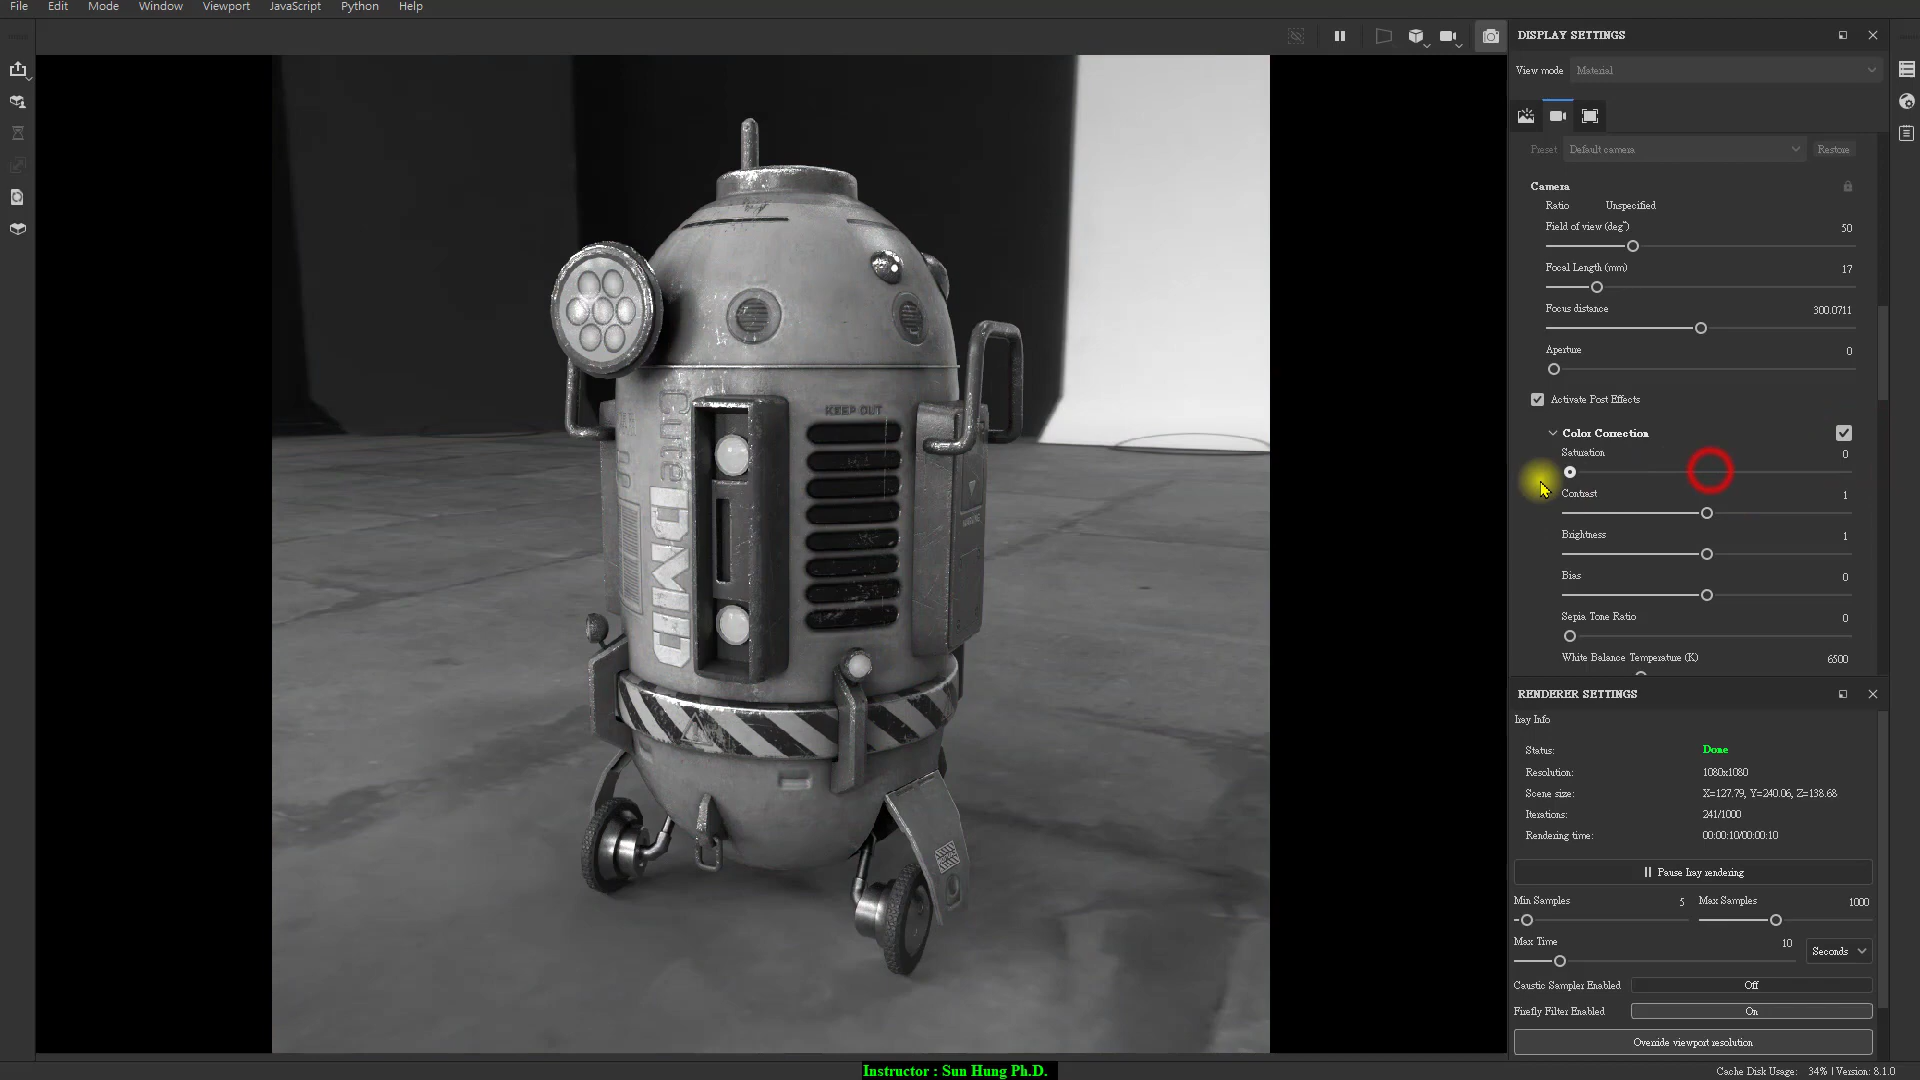 File Edit Mode Window Viewport JavaScript Python Help
DISPLAY SETTINGS
View mode Material
Preset Default camera Restore
Camera
Ratio Unspecified
Field of view (deg°) 50
Focal Length (mm) 17
Focus distance 300.0711
Aperture 0
Activate Post Effects
Color Correction
Saturation 0
Contrast 1
Brightness 1
Bias 0
Sepia Tone Ratio 0
White Balance Temperature (K) 6500
KEEP OUT
Cute
DMD
RENDERER SETTINGS
Iray Info
Status: Done
Resolution: 1080x1080
Scene size: X=127.79, Y=240.06, Z=138.68
Iterations: 241/1000
Rendering time: 00:00:10/00:00:10
Pause Iray rendering
Min Samples 5 Max Samples 1000
Max Time 10 Seconds
Caustic Sampler Enabled Off
Firefly Filter Enabled On
Override viewport resolution
Instructor : Sun Hung Ph.D.
Cache Disk Usage: 34% | Version: 8.1.0